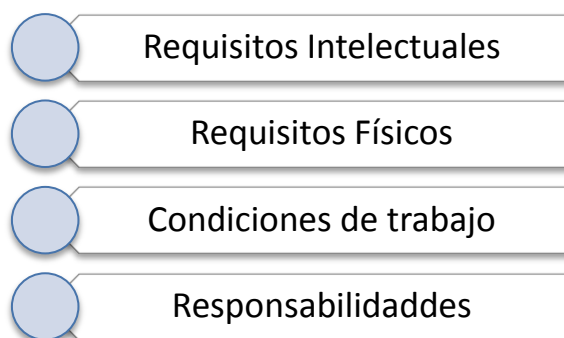 Requisitos Intelectuales
Requisitos Físicos
Condiciones de trabajo
Responsabilidaddes